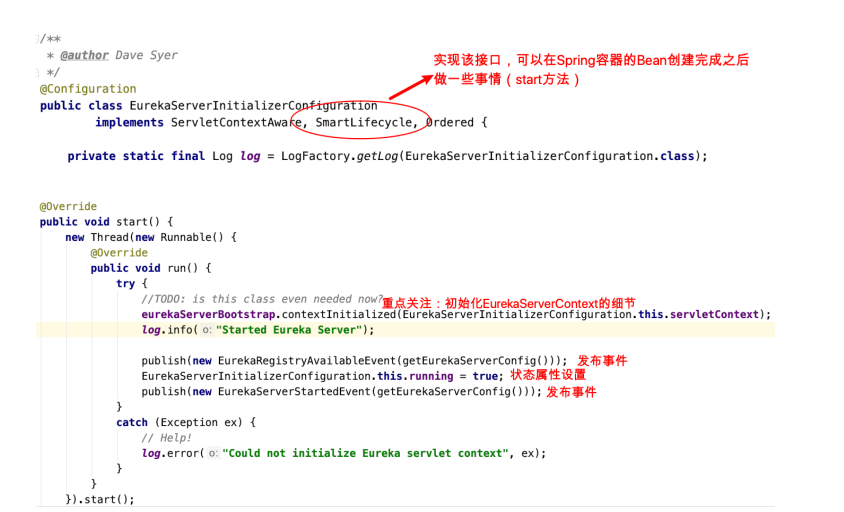 /**
* @author Dave Syer
*/
实现该接口，可以在Spring容器的Bean创建完成之后
做一些事情（start方法）
@Configuration
public class EurekaServerInitializerConfiguration
implements ServletContextAware, SmartLifecycle, Ordered {
private static final Log log = LogFactory.getLog(EurekaServerInitializerConfiguration.class);
@Override
public void start() {
new Thread(new Runnable() {
@Override
public void run() {
try {
//TODO: is this class even needed now?
重点关注：初始化EurekaServerContext的细节
eurekaServerBootstrap.contextInitialized(EurekaServerInitializerConfiguration.this.servletContext);
log.info( o: "Started Eureka Server");
publish(new EurekaRegistryAvailableEvent(getEurekaServerConfig())); 发布事件
EurekaServerInitializerConfiguration.this.running = true; 状态属性设置
publish(new EurekaServerStartedEvent(getEurekaServerConfig())); 发布事件
}
catch (Exception ex) {
// Help!
log.error( o: "Could not initialize Eureka servlet context", ex);
}
}
}).start();